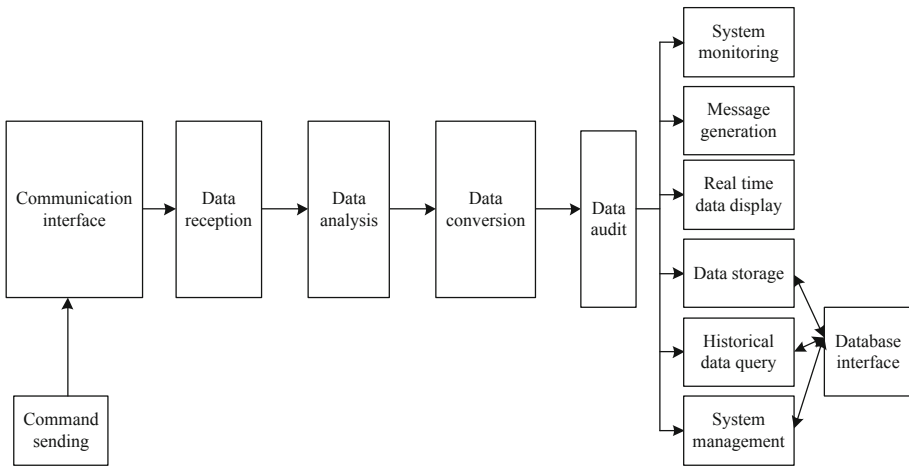 System
monitoring
Message
generation
Communication
interface
Data
reception
Data
analysis
Data
conversion
Data
audit
Real time
data display
Data storage
Historical
data query
Database
interface
Command
sending
System
management